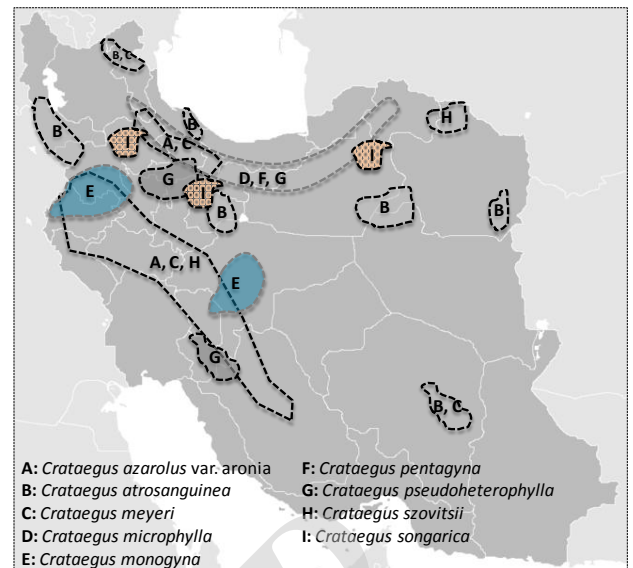 B, C
B
B
H
I
A, C
I
E
G
I
D, F, G
B
B
B
A, C, H
E
G
B, C
A: Crataegus azarolus var. aronia
B: Crataegus atrosanguinea
C: Crataegus meyeri
D: Crataegus microphylla
E: Crataegus monogyna
F: Crataegus pentagyna
G: Crataegus pseudoheterophylla
H: Crataegus szovitsii
I: Crataegus songarica